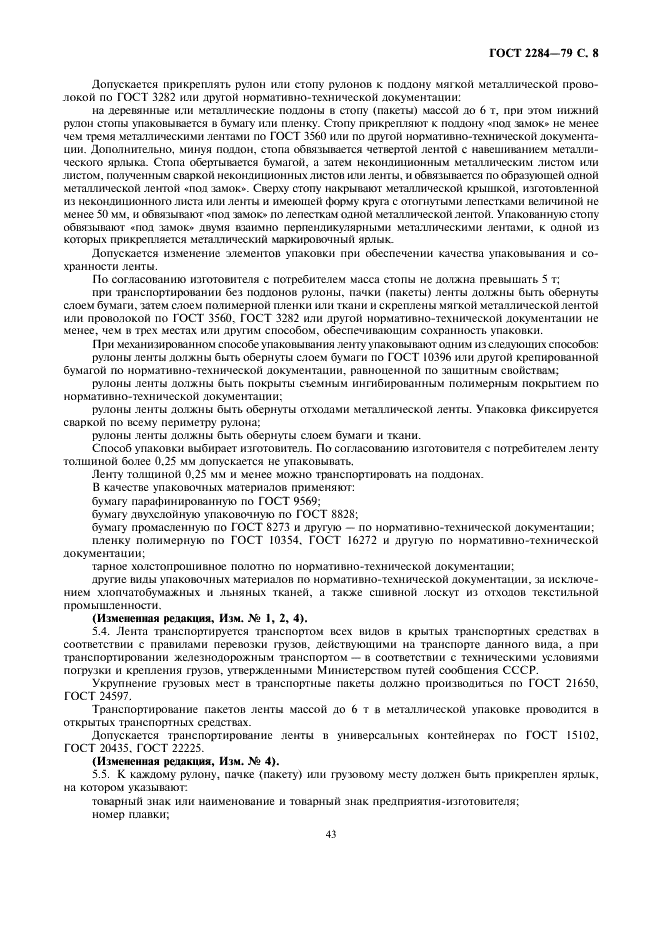 ГОСТ 2284—79 С. 8
Допускается прикреплять рулон или стопу рулонов к поддону мягкой металлической прово-
локой по ГОСТ 3282 или другой нормативно-технической документации:
на деревянные или металлические поддоны в стопу (пакеты) массой до 6 т, при этом нижний
рулон стопы упаковывается в бумагу или пленку. Стопу прикрепляют к поддону «под замок» не менее
чем тремя металлическими лентами по ГОСТ 3560 или по другой нормативно-технической документа-
ции. Дополнительно, минуя поддон, стопа обвязывается четвертой лентой с навешиванием металли-
ческого ярлыка. Стопа обертывается бумагой, а затем некондиционным металлическим листом или
листом, полученным сваркой некондиционных листов или ленты, и обвязывается по образующей одной
металлической лентой «под замок». Сверху стопу накрывают металлической крышкой, изготовленной
из некондиционного листа или ленты и имеющей форму круга с отогнутыми лепестками величиной не
менее 50 мм, и обвязывают «под замок» по лепесткам одной металлической лентой. Упакованную стопу
обвязывают «под замок» двумя взаимно перпендикулярными металлическими лентами, к одной из
которых прикрепляется металлический маркировочный ярлык.
Допускается изменение элементов упаковки при обеспечении качества упаковывания и со-
хранности ленты.
По согласованию изготовителя с потребителем масса стопы не должна превышать 5 т;
при транспортировании без поддонов рулоны, пачки (пакеты) ленты должны быть обернуты
слоем бумаги, затем слоем полимерной пленки или ткани и скреплены мягкой металлической лентой
или проволокой по ГОСТ 3560, ГОСТ 3282 или другой нормативно-технической документации не
менее, чем в трех местах или другим способом, обеспечивающим сохранность упаковки.
При механизированном способе упаковывания ленту упаковывают одним из следующих способов:
рулоны ленты должны быть обернуты слоем бумаги по ГОСТ 10396 или другой крепированной
бумагой по нормативно-технической документации, равноценной по защитным свойствам;
рулоны ленты должны быть покрыты съемным ингибированным полимерным покрытием по
нормативно-технической документации;
рулоны ленты должны быть обернуты отходами металлической ленты. Упаковка фиксируется
сваркой по всему периметру рулона;
рулоны ленты должны быть обернуты слоем бумаги и ткани.
Способ упаковки выбирает изготовитель. По согласованию изготовителя с потребителем ленту
толщиной более 0,25 мм допускается не упаковывать.
Ленту толщиной 0,25 мм и менее можно транспортировать на поддонах.
В качестве упаковочных материалов применяют:
бумагу парафинированную по ГОСТ 9569;
бумагу двухслойную упаковочную по ГОСТ 8828;
бумагу промасленную по ГОСТ 8273 и другую — по нормативно-технической документации;
пленку полимерную по ГОСТ 10354, ГОСТ 16272 и другую по нормативно-технической
документации;
тарное холстопрошивное полотно по нормативно-технической документации;
другие виды упаковочных материалов по нормативно-технической документации, за исключе-
нием хлопчатобумажных и льняных тканей, а также сшивной лоскут из отходов текстильной
промышленности.
(Измененная редакция, Изм. № 1, 2, 4).
5.4. Лента транспортируется транспортом всех видов в крытых транспортных средствах в
соответствии с правилами перевозки грузов, действующими на транспорте данного вида, а при
транспортировании железнодорожным транспортом — в соответствии с техническими условиями
погрузки и крепления грузов, утвержденными Министерством путей сообщения СССР.
Укрупнение грузовых мест в транспортные пакеты должно производиться по ГОСТ 21650,
ГОСТ 24597.
Транспортирование пакетов ленты массой до 6 т в металлической упаковке проводится в
открытых транспортных средствах.
Допускается транспортирование ленты в универсальных контейнерах по ГОСТ 15102,
ГОСТ 20435, ГОСТ 22225.
(Измененная редакция, Изм. № 4).
5.5. К каждому рулону, пачке (пакету) или грузовому месту должен быть прикреплен ярлык,
на котором указывают:
товарный знак или наименование и товарный знак предприятия-изготовителя;
номер плавки;
43